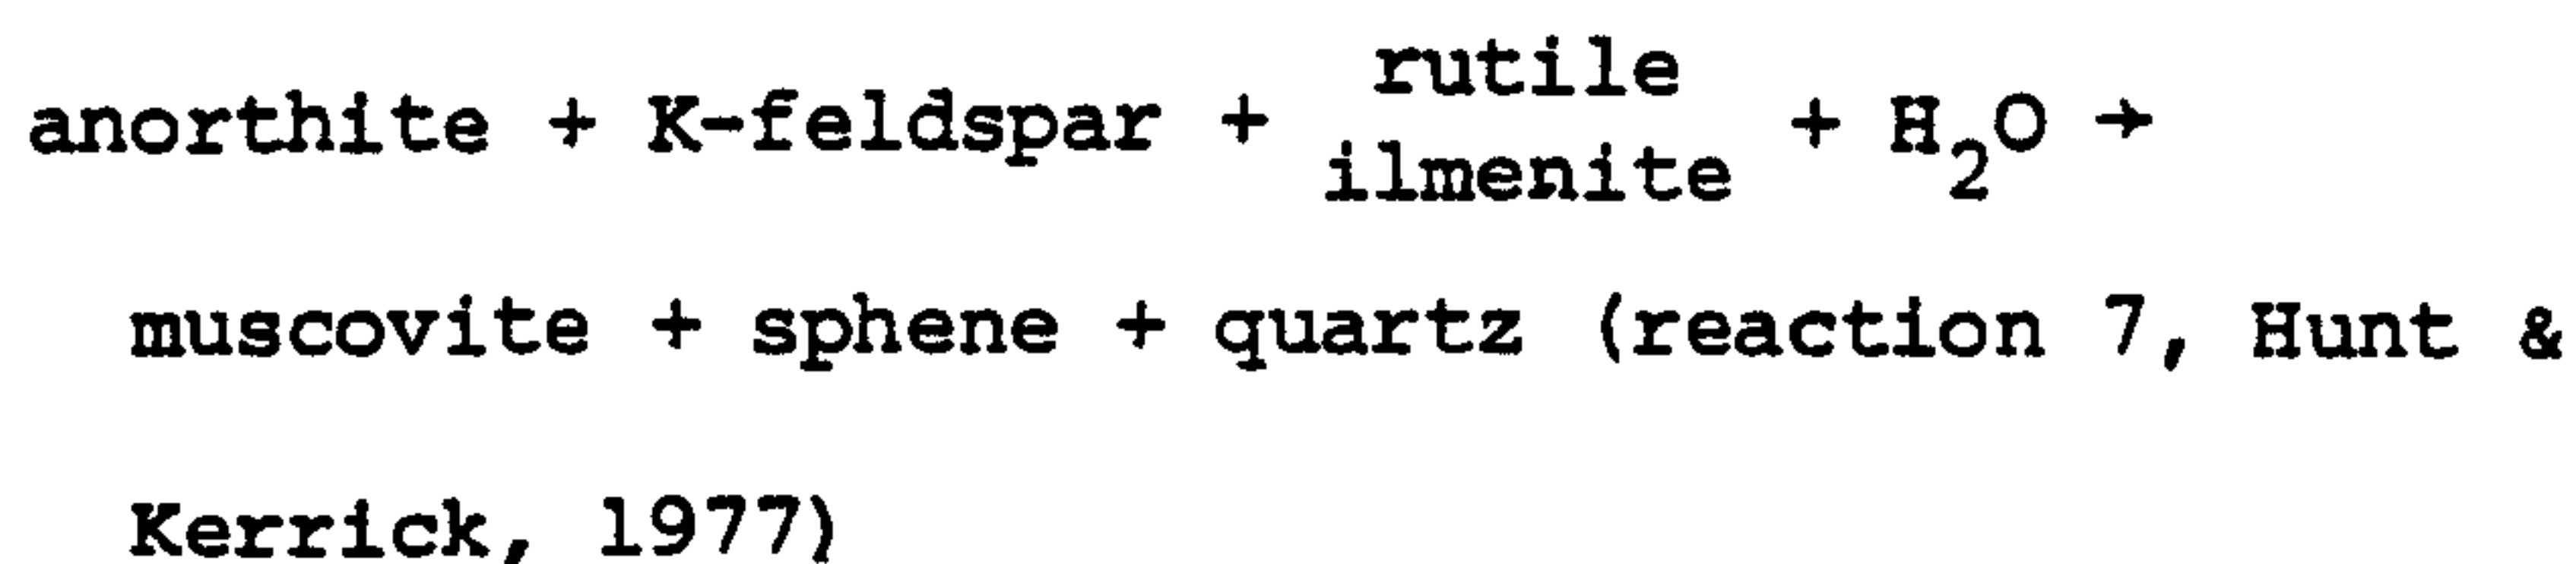 anorthite + K-feldspar + rutile ilmenite + H₂O →
muscovite + sphene + quartz (reaction 7, Hunt &
Kerrick, 1977)